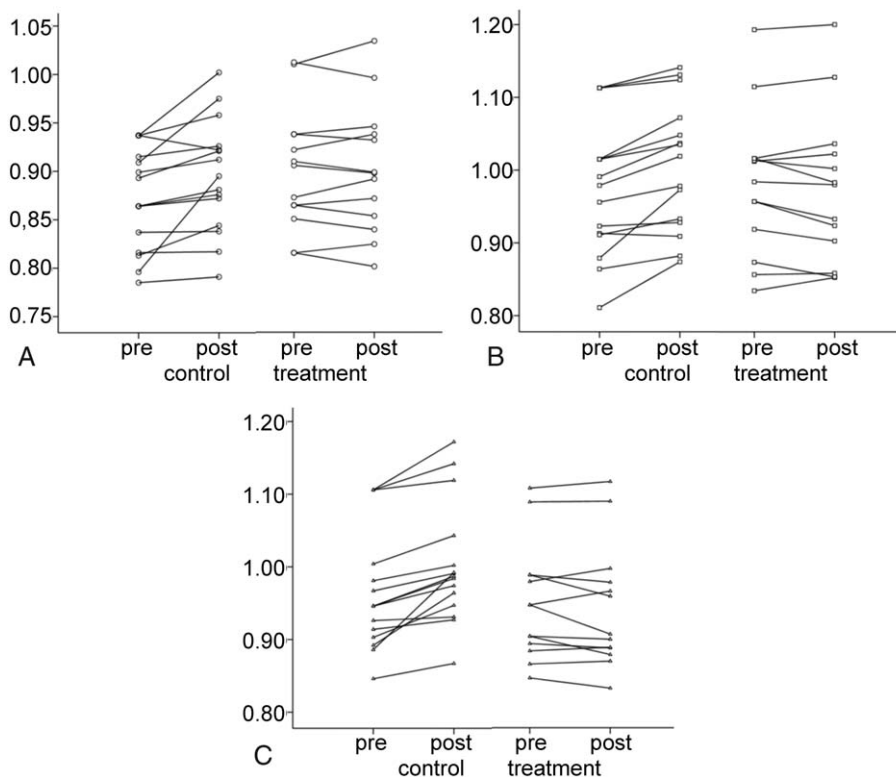 1.05
1.00
0.95
0.90
0.85
0.80
0.75
pre post pre post
control treatment
A
1.20
1.10
1.00
0.90
0.80
pre post pre post
control treatment
B
1.20
1.10
1.00
0.90
0.80
pre post pre post
control treatment
C